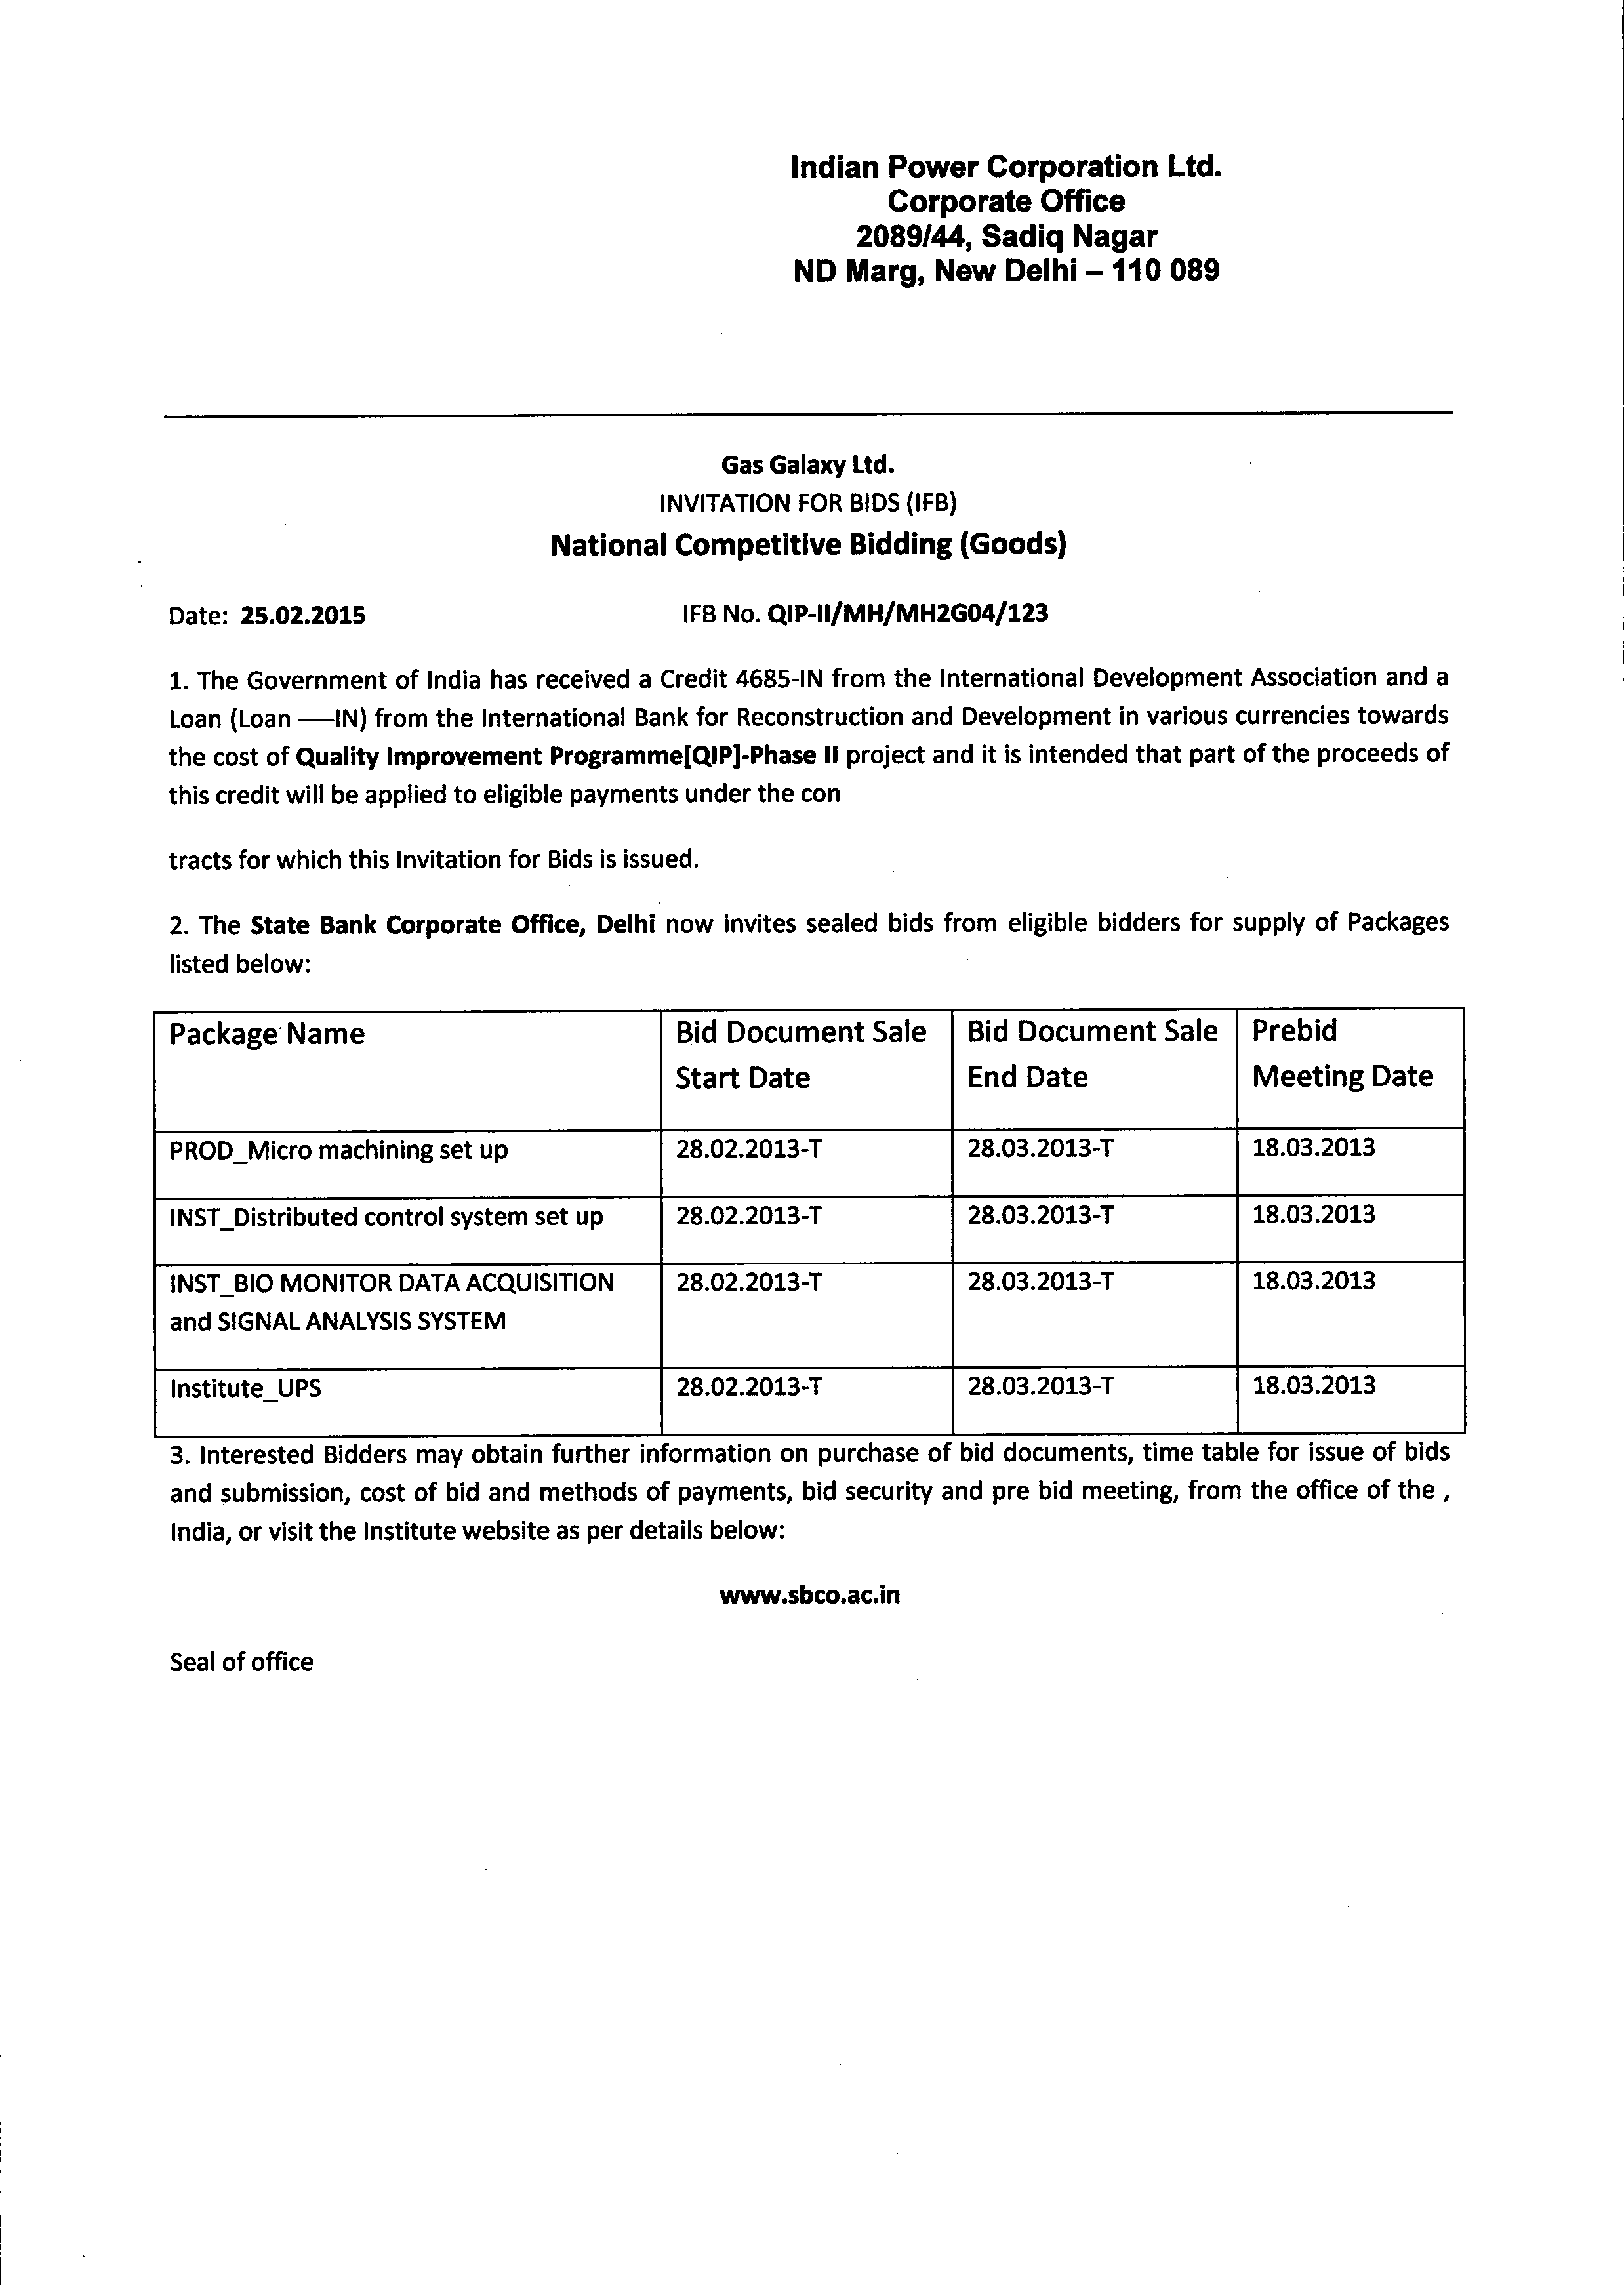 Indian Power Corporation Ltd.
Corporate Office
2089/44, Sadiq Nagar
ND Marg, New Delhi – 110 089
Gas Galaxy Ltd.
INVITATION FOR BIDS (IFB)
National Competitive Bidding (Goods)
Date: 25.02.2015 IFB No. QIP-II/MH/MH2G04/123
1. The Government of India has received a Credit 4685-IN from the International Development Association and a
Loan (Loan —–IN) from the International Bank for Reconstruction and Development in various currencies towards
the cost of Quality Improvement Programme[QIP]-Phase II project and it is intended that part of the proceeds of
this credit will be applied to eligible payments under the con
tracts for which this Invitation for Bids is issued.
2. The State Bank Corporate Office, Delhi now invites sealed bids from eligible bidders for supply of Packages
listed below:
Package Name Bid Document Sale Bid Document Sale Prebid
Start Date End Date Meeting Date
PROD_Micro machining set up 28.02.2013-T 28.03.2013-T 18.03.2013
INST_Distributed control system set up 28.02.2013-T 28.03.2013-T 18.03.2013
INST_BIO MONITOR DATA ACQUISITION 28.02.2013-T 28.03.2013-T 18.03.2013
and SIGNAL ANALYSIS SYSTEM
Institute_UPS 28.02.2013-T 28.03.2013-T 18.03.2013
3. Interested Bidders may obtain further information on purchase of bid documents, time table for issue of bids
and submission, cost of bid and methods of payments, bid security and pre bid meeting, from the office of the ,
India, or visit the Institute website as per details below:
www.sbco.ac.in
Seal of office